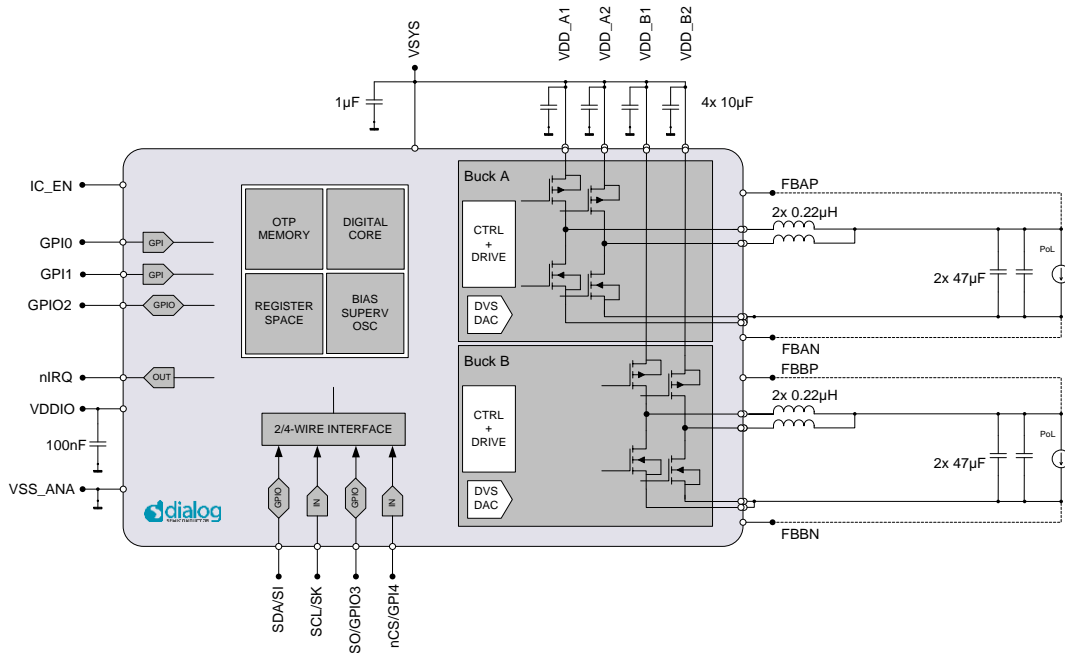 VSYS
VDD_A1
VDD_A2
VDD_B1
VDD_B2
1µF
4x 10µF
IC_EN
GPI0
GPI
GPI1
GPI
GPIO2
GPIO
nIRQ
OUT
VDDIO
100nF
VSS_ANA
OTP
MEMORY
DIGITAL
CORE
REGISTER
SPACE
BIAS
SUPERV
OSC
2/4-WIRE INTERFACE
GPIO
IN
GPIO
IN
SDA/SI
SCL/SK
SO/GPIO3
nCS/GPI4
dialog
SEMICONDUCTOR
Buck A
CTRL
+
DRIVE
DVS
DAC
Buck B
CTRL
+
DRIVE
DVS
DAC
FBAP
2x 0.22µH
2x 47µF
PoL
FBAN
FBBP
2x 0.22µH
2x 47µF
PoL
FBBN